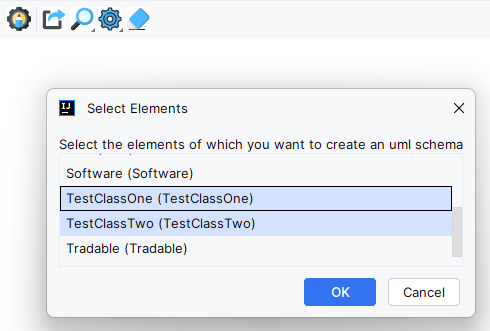 IJ
Select Elements
Select the elements of which you want to create an uml schema
Software (Software)
TestClassOne (TestClassOne)
TestClassTwo (TestClassTwo)
Tradable (Tradable)
OK
Cancel